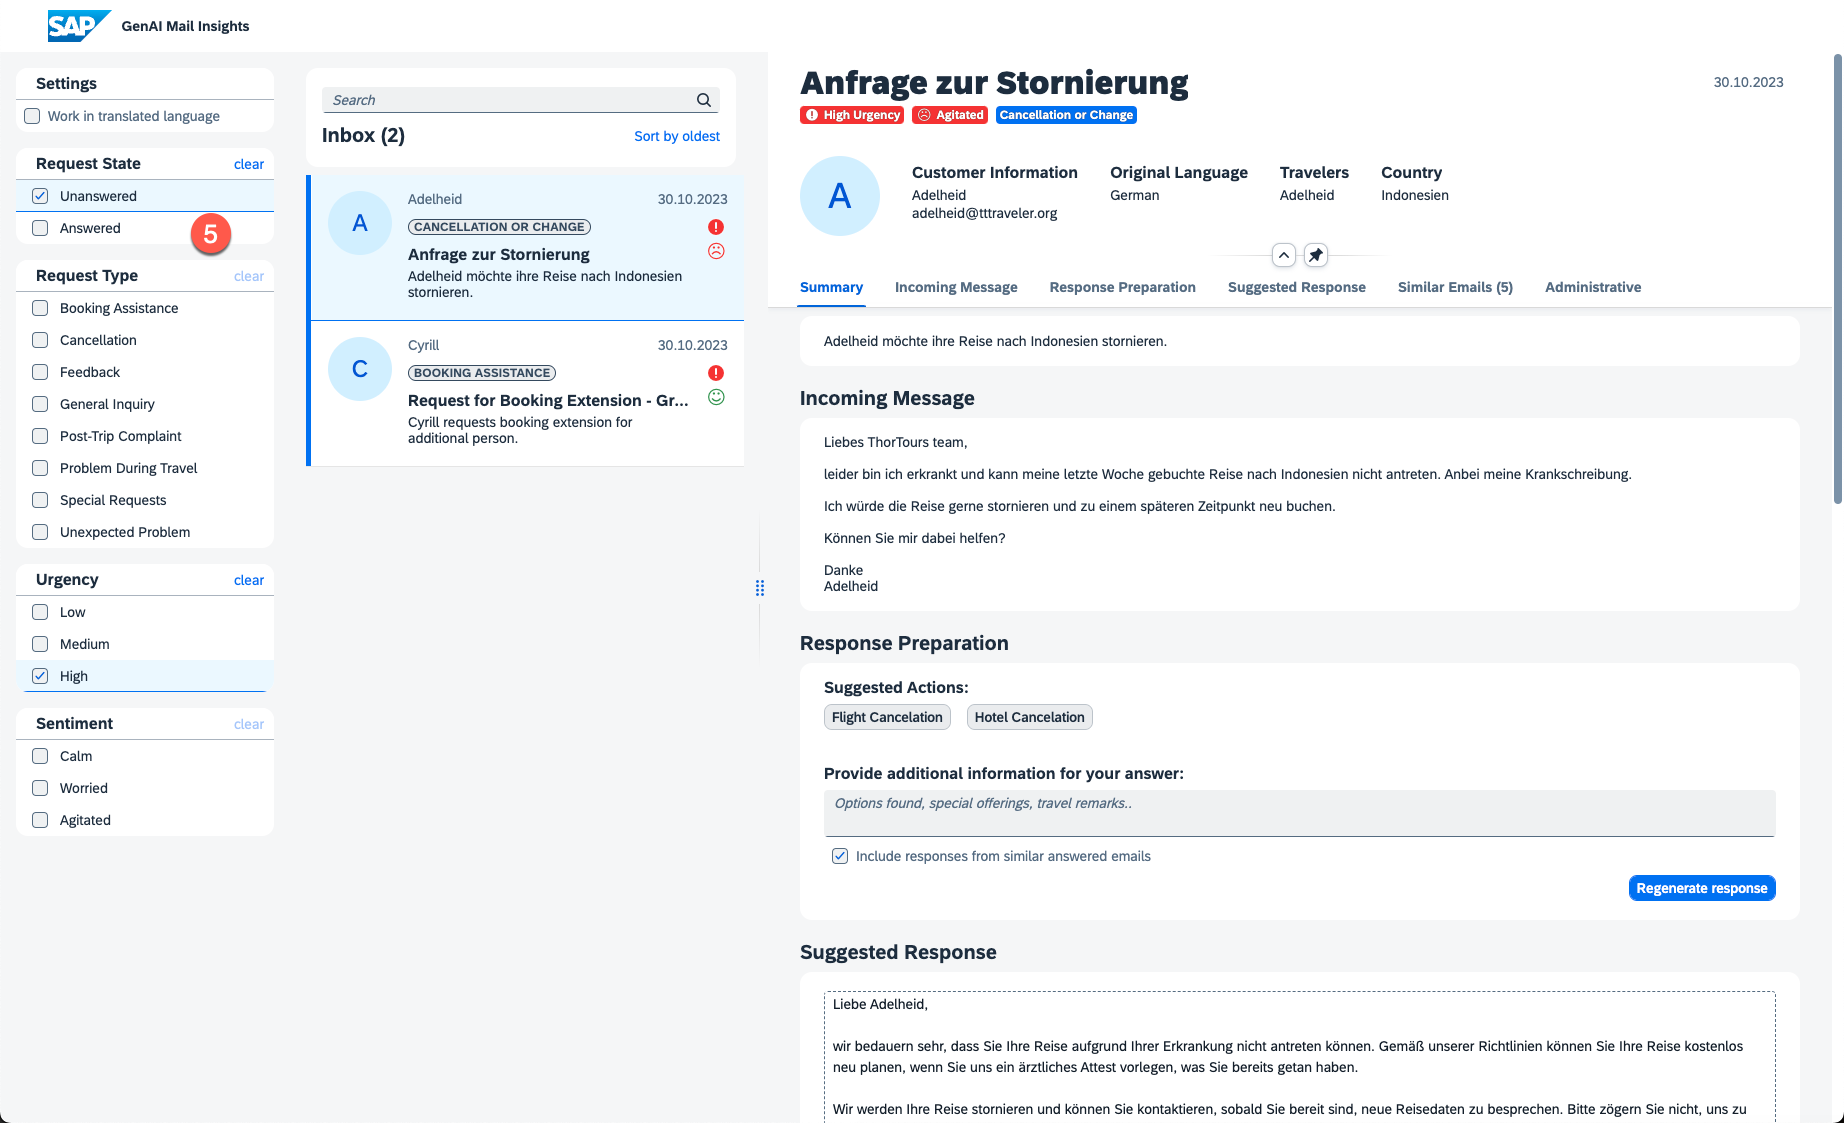 SAP GenAI Mail Insights
Settings
Work in translated language
Request State clear
Unanswered
Answered
5
Request Type clear
Booking Assistance
Cancellation
Feedback
General Inquiry
Post-Trip Complaint
Problem During Travel
Special Requests
Unexpected Problem
Urgency clear
Low
Medium
High
Sentiment clear
Calm
Worried
Agitated
Search
Inbox (2) Sort by oldest
A
Adelheid 30.10.2023
CANCELLATION OR CHANGE
Anfrage zur Stornierung
Adelheid möchte ihre Reise nach Indonesien
stornieren.
C
Cyrill 30.10.2023
BOOKING ASSISTANCE
Request for Booking Extension - Gr...
Cyrill requests booking extension for
additional person.
Anfrage zur Stornierung 30.10.2023
High Urgency Agitated Cancellation or Change
A
Customer Information Original Language Travelers Country
Adelheid German Adelheid Indonesien
adelheid@tttraveler.org
Summary Incoming Message Response Preparation Suggested Response Similar Emails (5) Administrative
Adelheid möchte ihre Reise nach Indonesien stornieren.
Incoming Message
Liebes ThorTours team,
leider bin ich erkrankt und kann meine letzte Woche gebuchte Reise nach Indonesien nicht antreten. Anbei meine Krankschreibung.
Ich würde die Reise gerne stornieren und zu einem späteren Zeitpunkt neu buchen.
Können Sie mir dabei helfen?
Danke
Adelheid
Response Preparation
Suggested Actions:
Flight Cancelation Hotel Cancelation
Provide additional information for your answer:
Options found, special offerings, travel remarks..
Include responses from similar answered emails
Regenerate response
Suggested Response
Liebe Adelheid,
wir bedauern sehr, dass Sie Ihre Reise aufgrund Ihrer Erkrankung nicht antreten können. Gemäß unserer Richtlinien können Sie Ihre Reise kostenlos
neu planen, wenn Sie uns ein ärztliches Attest vorlegen, was Sie bereits getan haben.
Wir werden Ihre Reise stornieren und können Sie kontaktieren, sobald Sie bereit sind, neue Reisedaten zu besprechen. Bitte zögern Sie nicht, uns zu